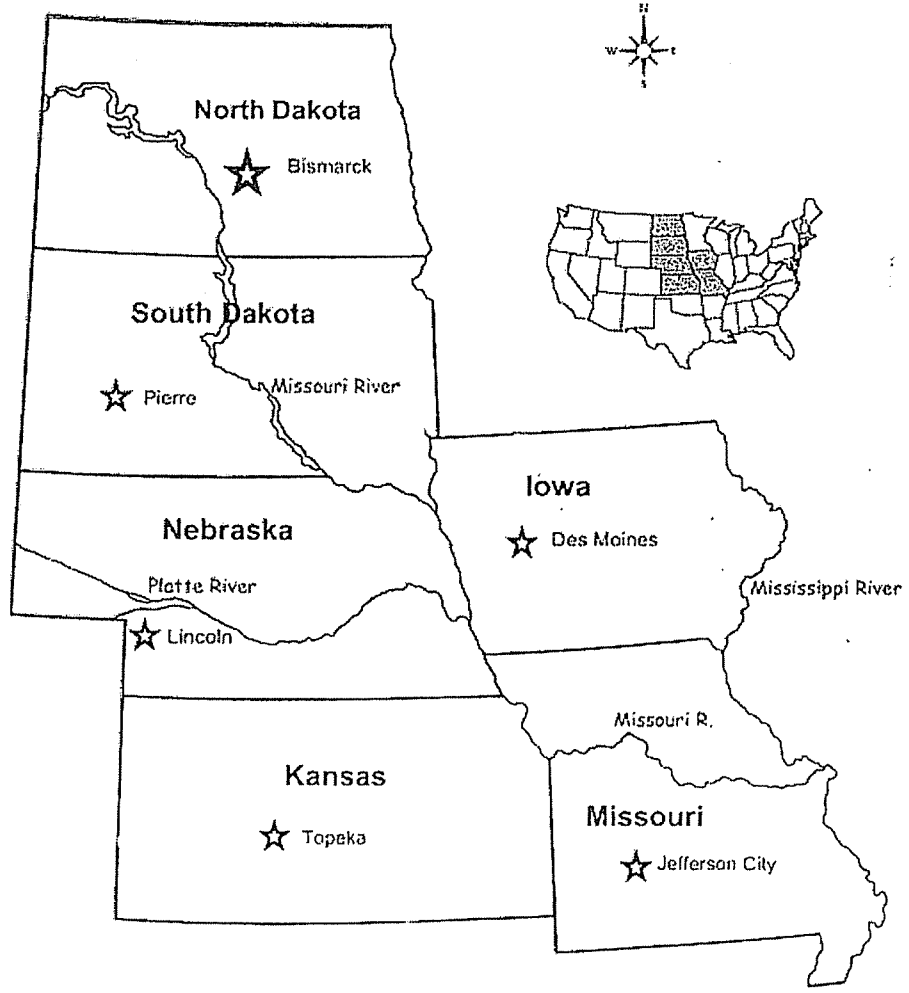 N
W
E
S
North Dakota
Bismarck
South Dakota
Missouri River
Pierre
Iowa
Des Moines
Nebraska
Platte River
Mississippi River
Lincoln
Missouri R.
Kansas
Topeka
Missouri
Jefferson City